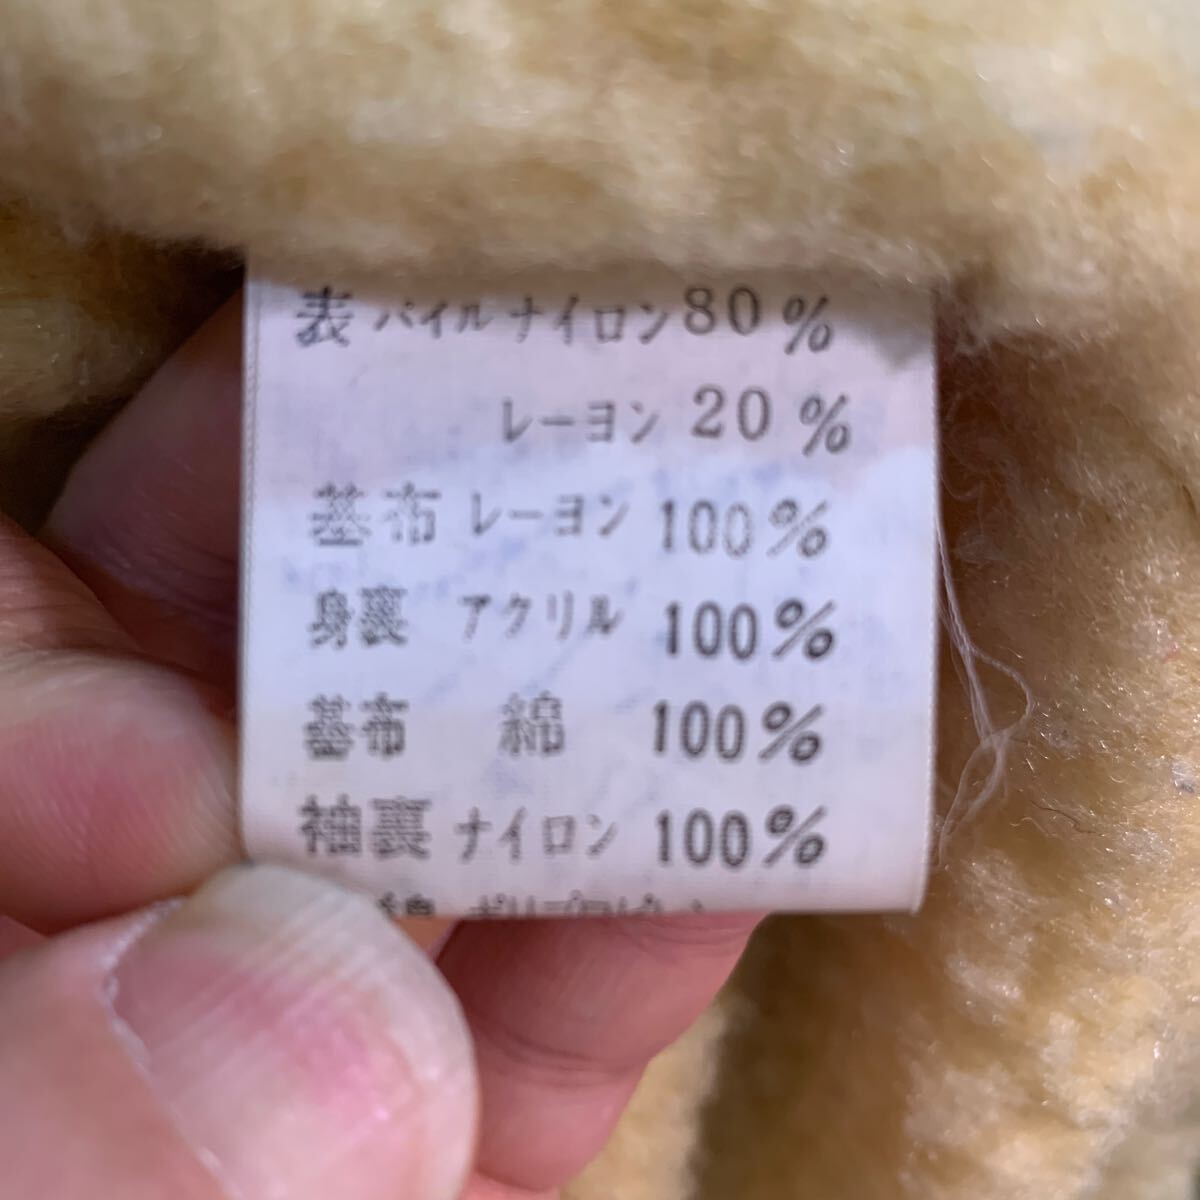 表 パイル ナイロン 80%
レーヨン 20%
基布 レーヨン 100%
身裏 アクリル 100%
基布 綿 100%
袖裏 ナイロン 100%